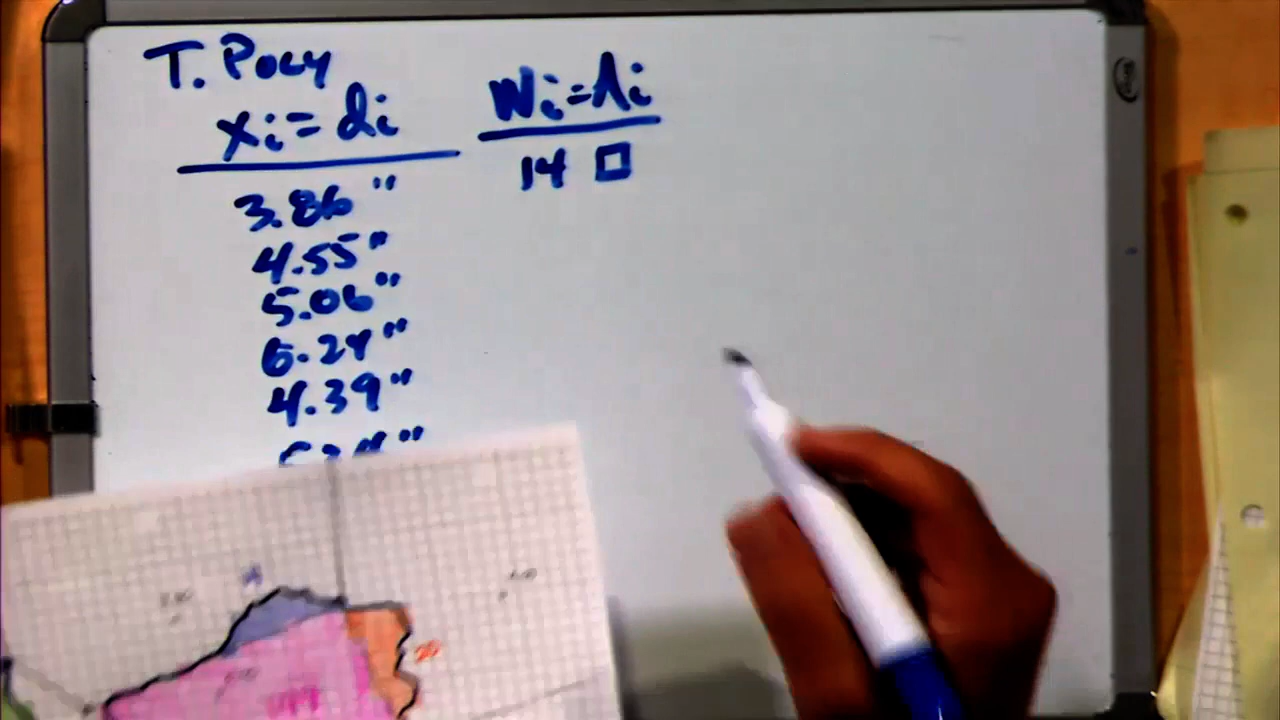 T. Poly
xi = di
Wi = Ai
3.86"
14 □
4.55"
5.06"
6.24"
4.39"